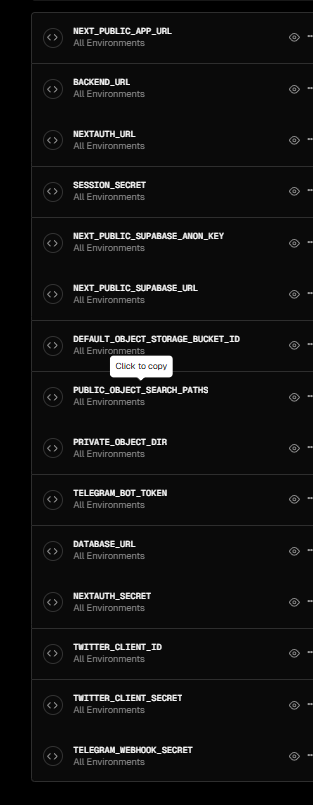 NEXT_PUBLIC_APP_URL
All Environments
BACKEND_URL
All Environments
NEXTAUTH_URL
All Environments
SESSION_SECRET
All Environments
NEXT_PUBLIC_SUPABASE_ANON_KEY
All Environments
NEXT_PUBLIC_SUPABASE_URL
All Environments
DEFAULT_OBJECT_STORAGE_BUCKET_ID
All Environments
Click to copy
PUBLIC_OBJECT_SEARCH_PATHS
All Environments
PRIVATE_OBJECT_DIR
All Environments
TELEGRAM_BOT_TOKEN
All Environments
DATABASE_URL
All Environments
NEXTAUTH_SECRET
All Environments
TWITTER_CLIENT_ID
All Environments
TWITTER_CLIENT_SECRET
All Environments
TELEGRAM_WEBHOOK_SECRET
All Environments